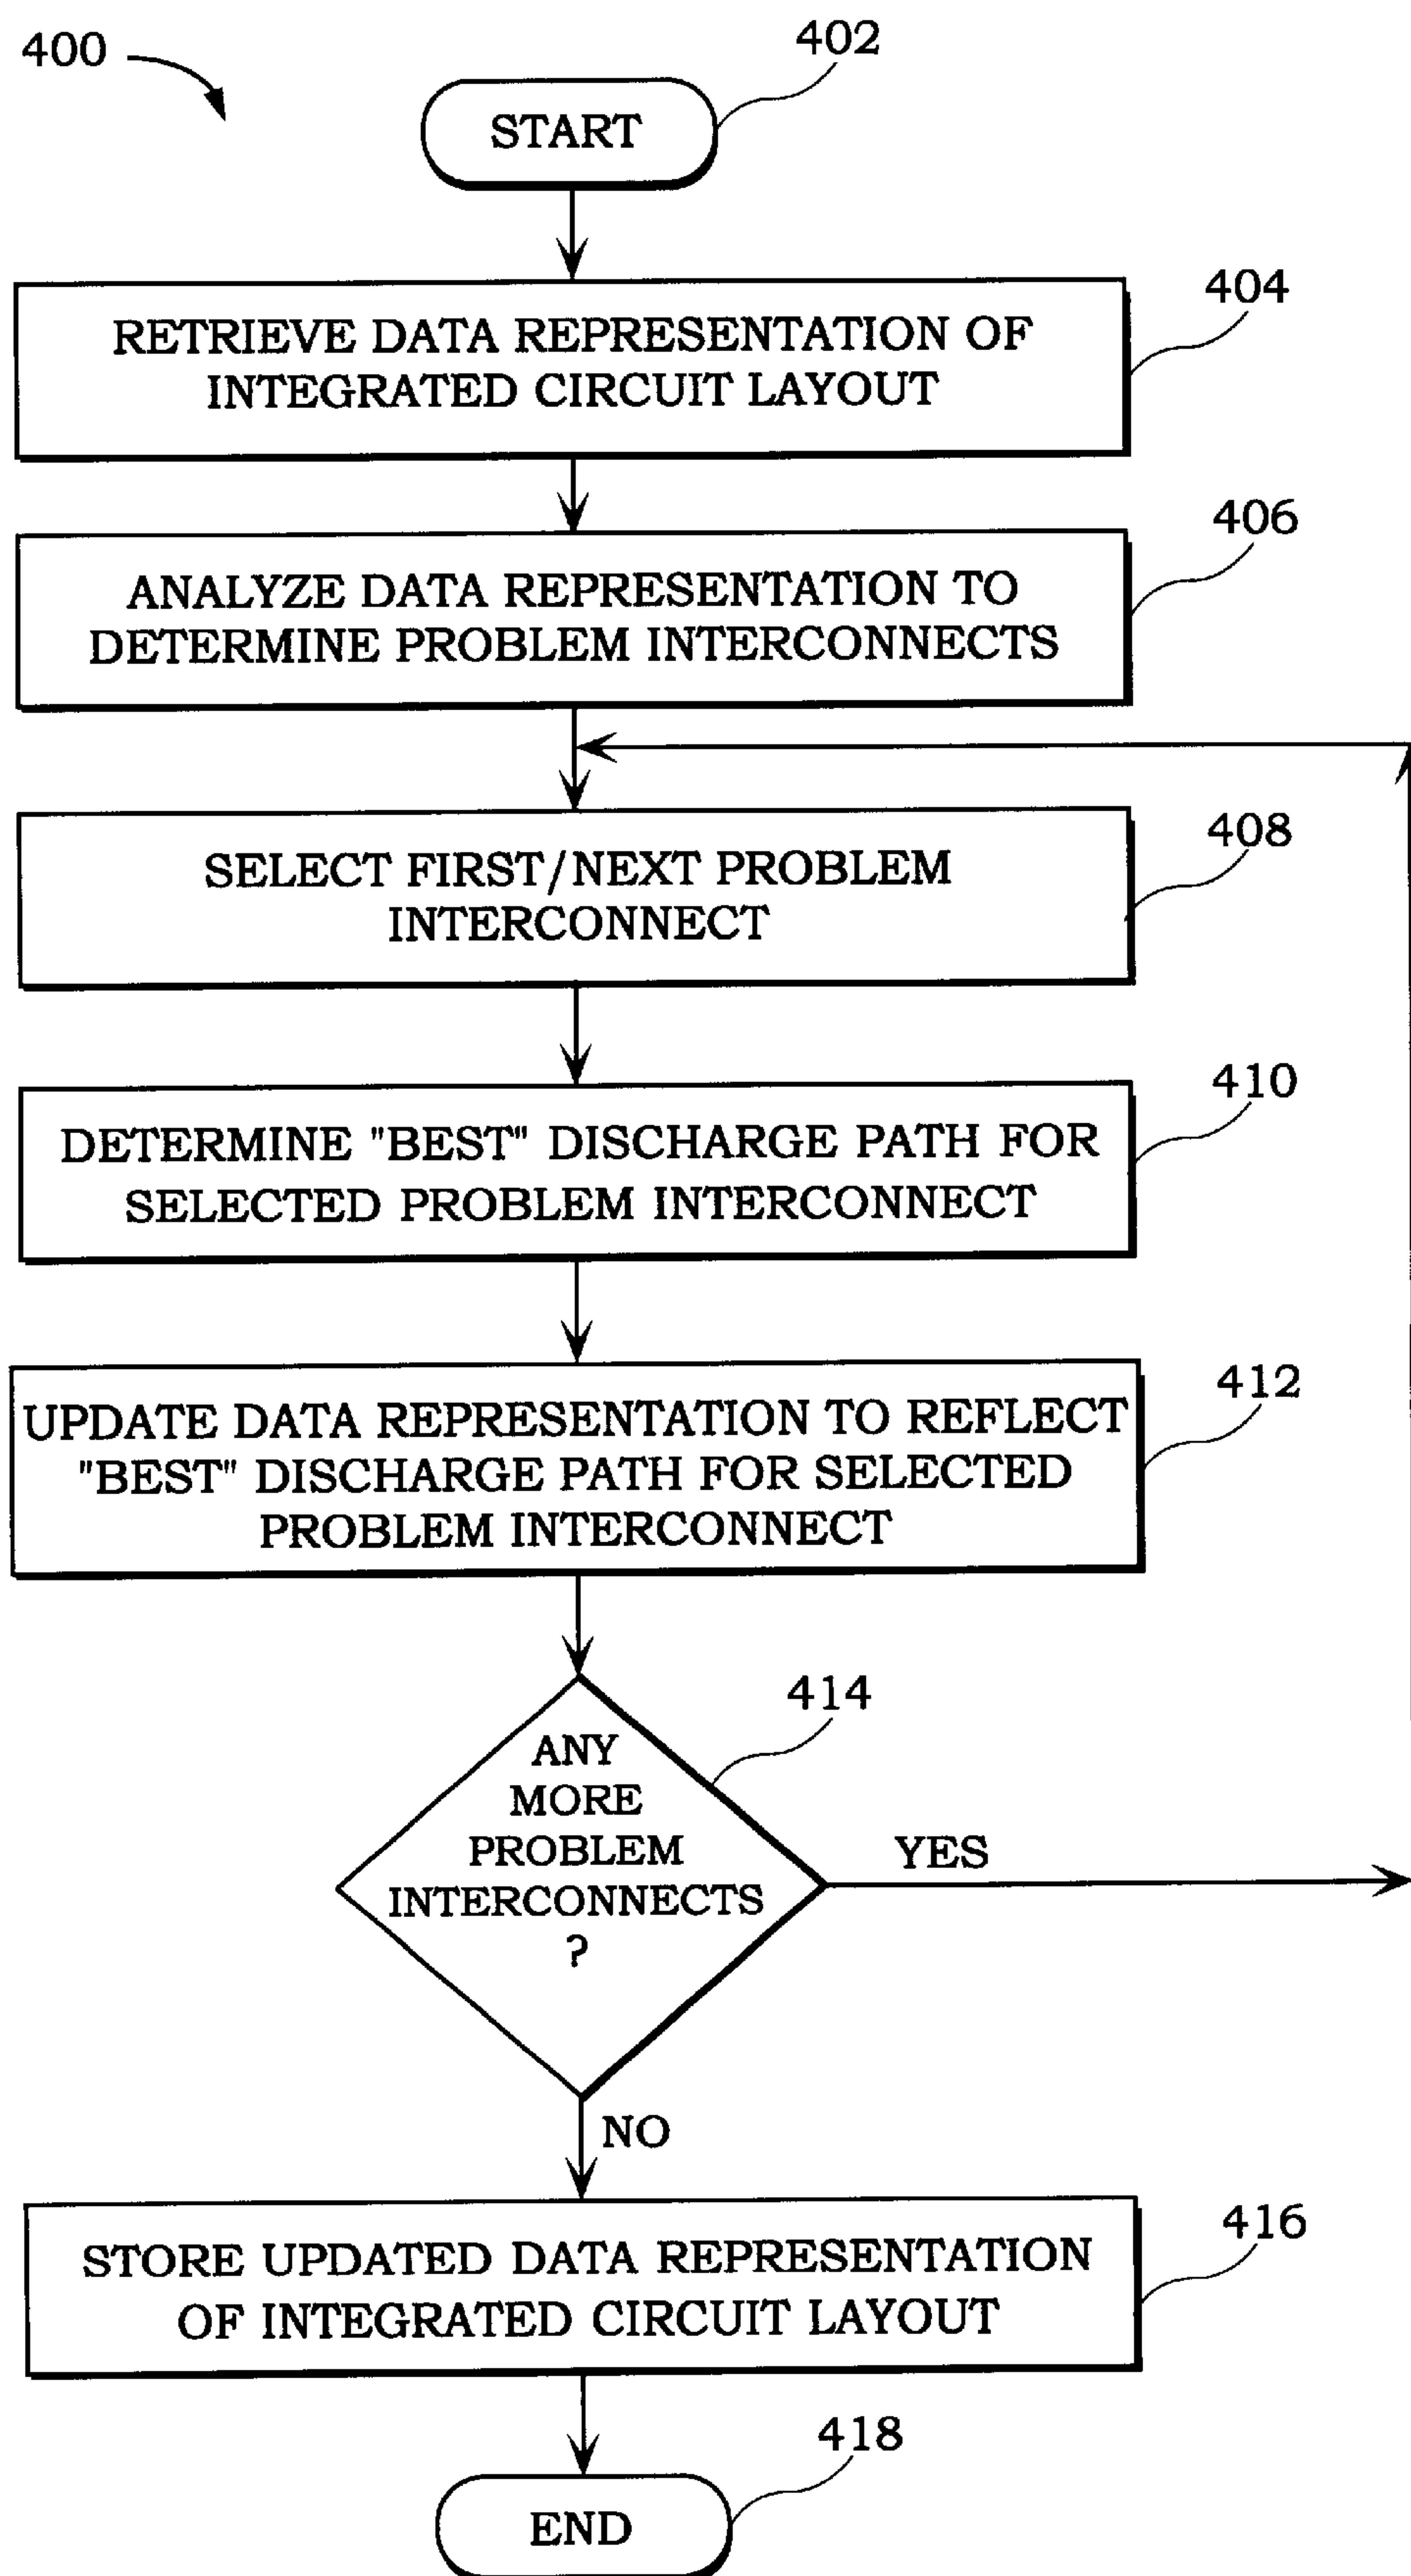 400
402
START
404
RETRIEVE DATA REPRESENTATION OF
INTEGRATED CIRCUIT LAYOUT
406
ANALYZE DATA REPRESENTATION TO
DETERMINE PROBLEM INTERCONNECTS
408
SELECT FIRST/NEXT PROBLEM
INTERCONNECT
410
DETERMINE "BEST" DISCHARGE PATH FOR
SELECTED PROBLEM INTERCONNECT
412
UPDATE DATA REPRESENTATION TO REFLECT
"BEST" DISCHARGE PATH FOR SELECTED
PROBLEM INTERCONNECT
414
ANY
MORE
PROBLEM
INTERCONNECTS
?
YES
NO
416
STORE UPDATED DATA REPRESENTATION
OF INTEGRATED CIRCUIT LAYOUT
418
END